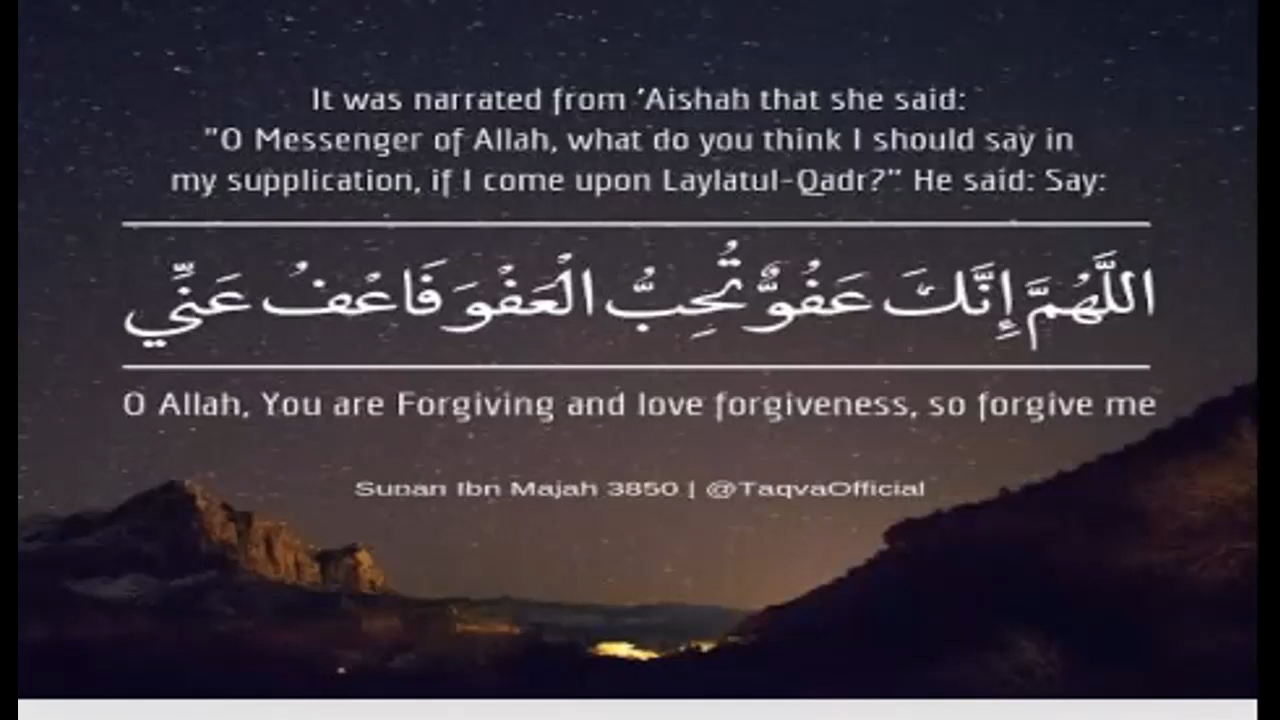 It was narrated from 'Aishah that she said:
"O Messenger of Allah, what do you think I should say in
my supplication, if I come upon Laylatul-Qadr?" He said: Say:
اللَّهُمَّ إِنَّكَ عَفُوٌّ تُحِبُّ الْعَفْوَ فَاعْفُ عَنِّي
O Allah, You are Forgiving and love forgiveness, so forgive me
Sunan Ibn Majah 3850 | @TaqvaOfficial